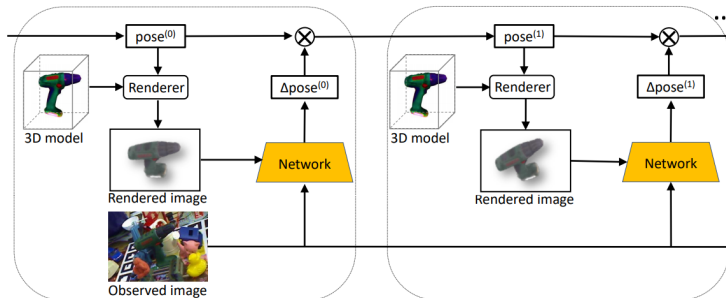 pose(0)
pose(1)
...
Renderer
Δpose(0)
Renderer
Δpose(1)
3D model
3D model
Network
Network
Rendered image
Rendered image
Observed image